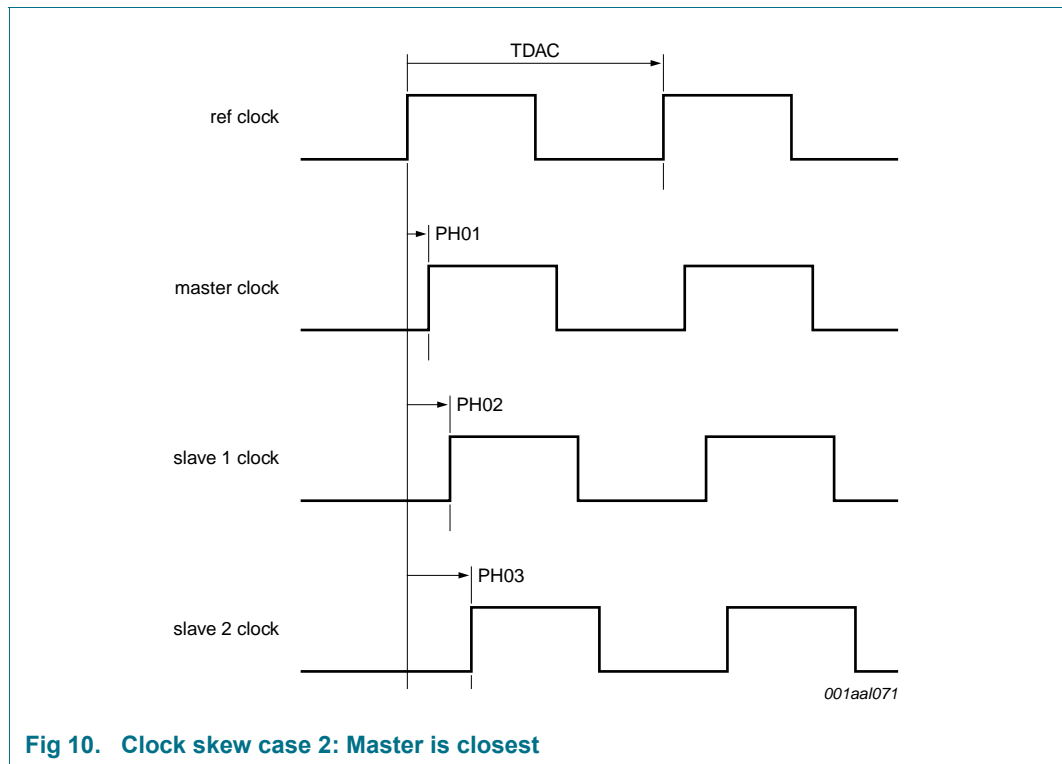 TDAC
ref clock
PH01
master clock
PH02
slave 1 clock
PH03
slave 2 clock
001aal071
Fig 10. Clock skew case 2: Master is closest